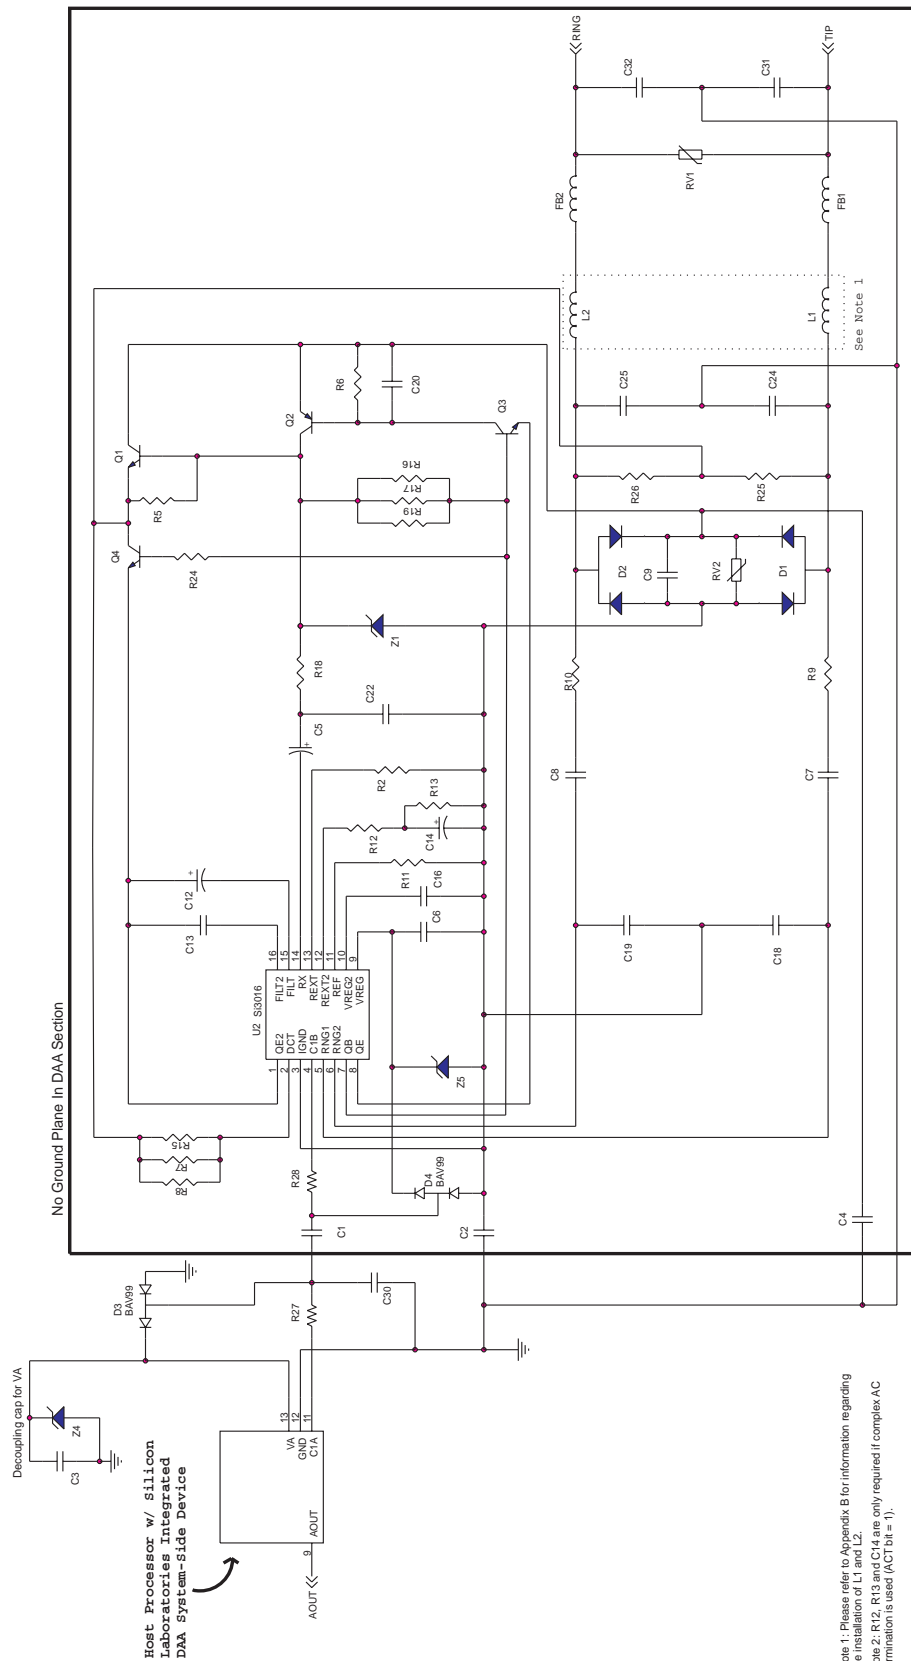 No Ground Plane In DAA Section
RING
TIP
C32
C31
RV1
FB2
FB1
L2
L1
See Note 1
C25
C24
R26
R25
D2
C9
RV2
D1
R10
R9
C8
C7
C19
C18
Q1
Q2
R6
C20
Q3
R5
Q4
R24
R16
R17
R19
Z1
R18
C22
C5
+
R2
R13
R12
C14
+
R11
C16
C6
C12
+
C13
U2 Si3016
16 FILT2
15 FILT
14 RX
13 REXT
12 REXT2
11 REF
10 VREG2
9 VREG
QE2 1
DCT 2
IGND 3
C1B 4
RNG1 5
RNG2 6
QB 7
QE 8
Z5
R15
R7
R8
R28
D4
BAV99
C1
C2
C4
D3
BAV99
R27
C30
Decoupling cap for VA
Z4
C3
Host Processor w/ Silicon
Laboratories Integrated
DAA System-Side Device
VA 13
GND 12
C1A 11
AOUT
9
AOUT
ote 1: Please refer to Appendix B for information regarding
e installation of L1 and L2.
ote 2: R12, R13 and C14 are only required if complex AC
rmination is used (ACT bit = 1).